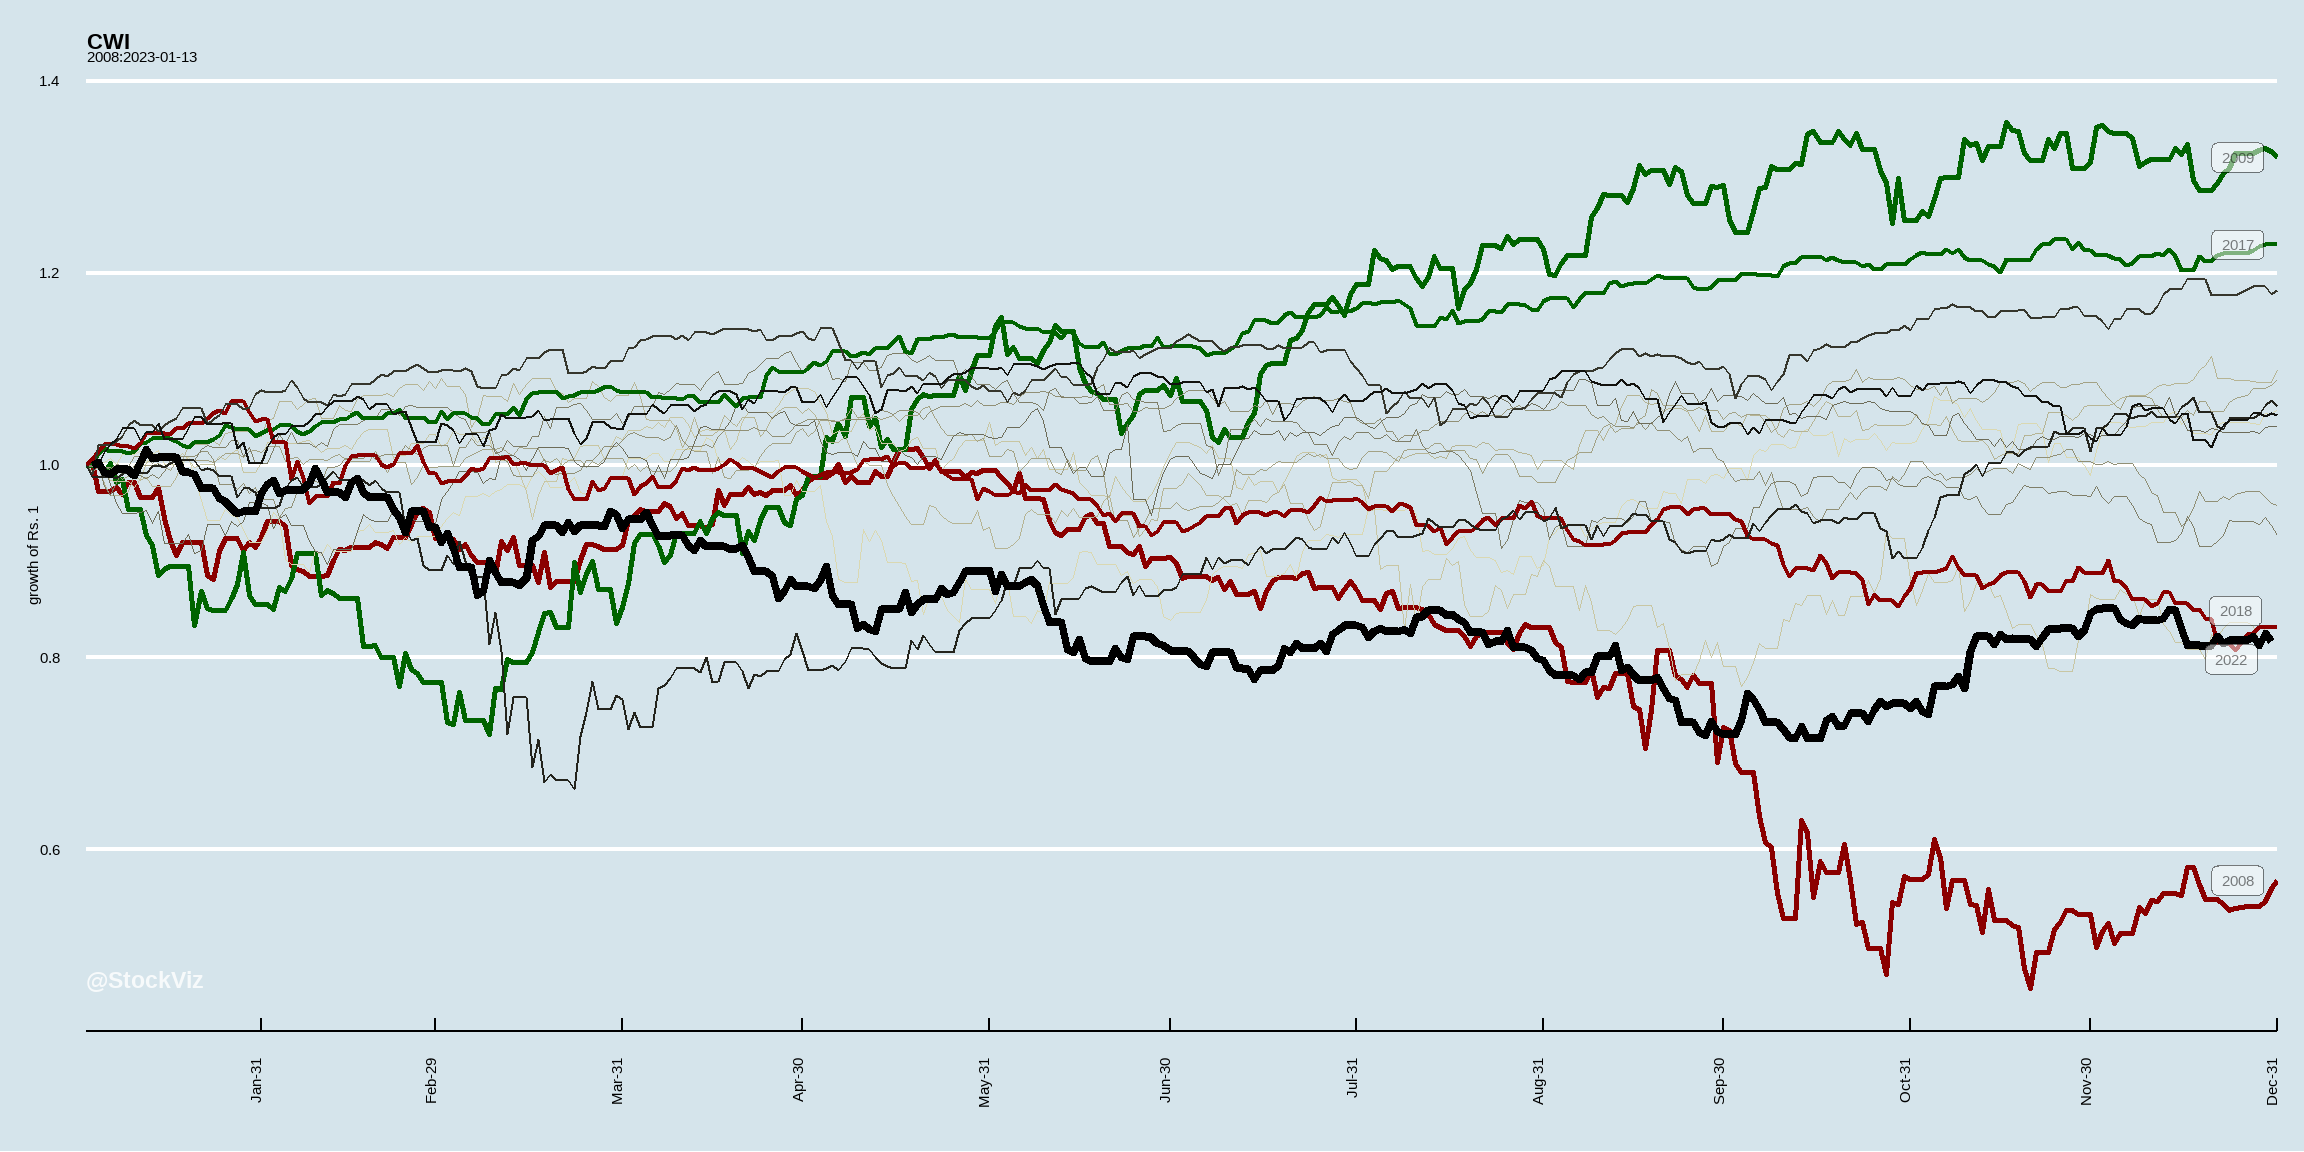 CWI
2008:2023-01-13
1.4
1.2
1.0
0.8
0.6
growth of Rs. 1
2009
2017
2018
2022
2008
@StockViz
Jan-31
Feb-29
Mar-31
Apr-30
May-31
Jun-30
Jul-31
Aug-31
Sep-30
Oct-31
Nov-30
Dec-31